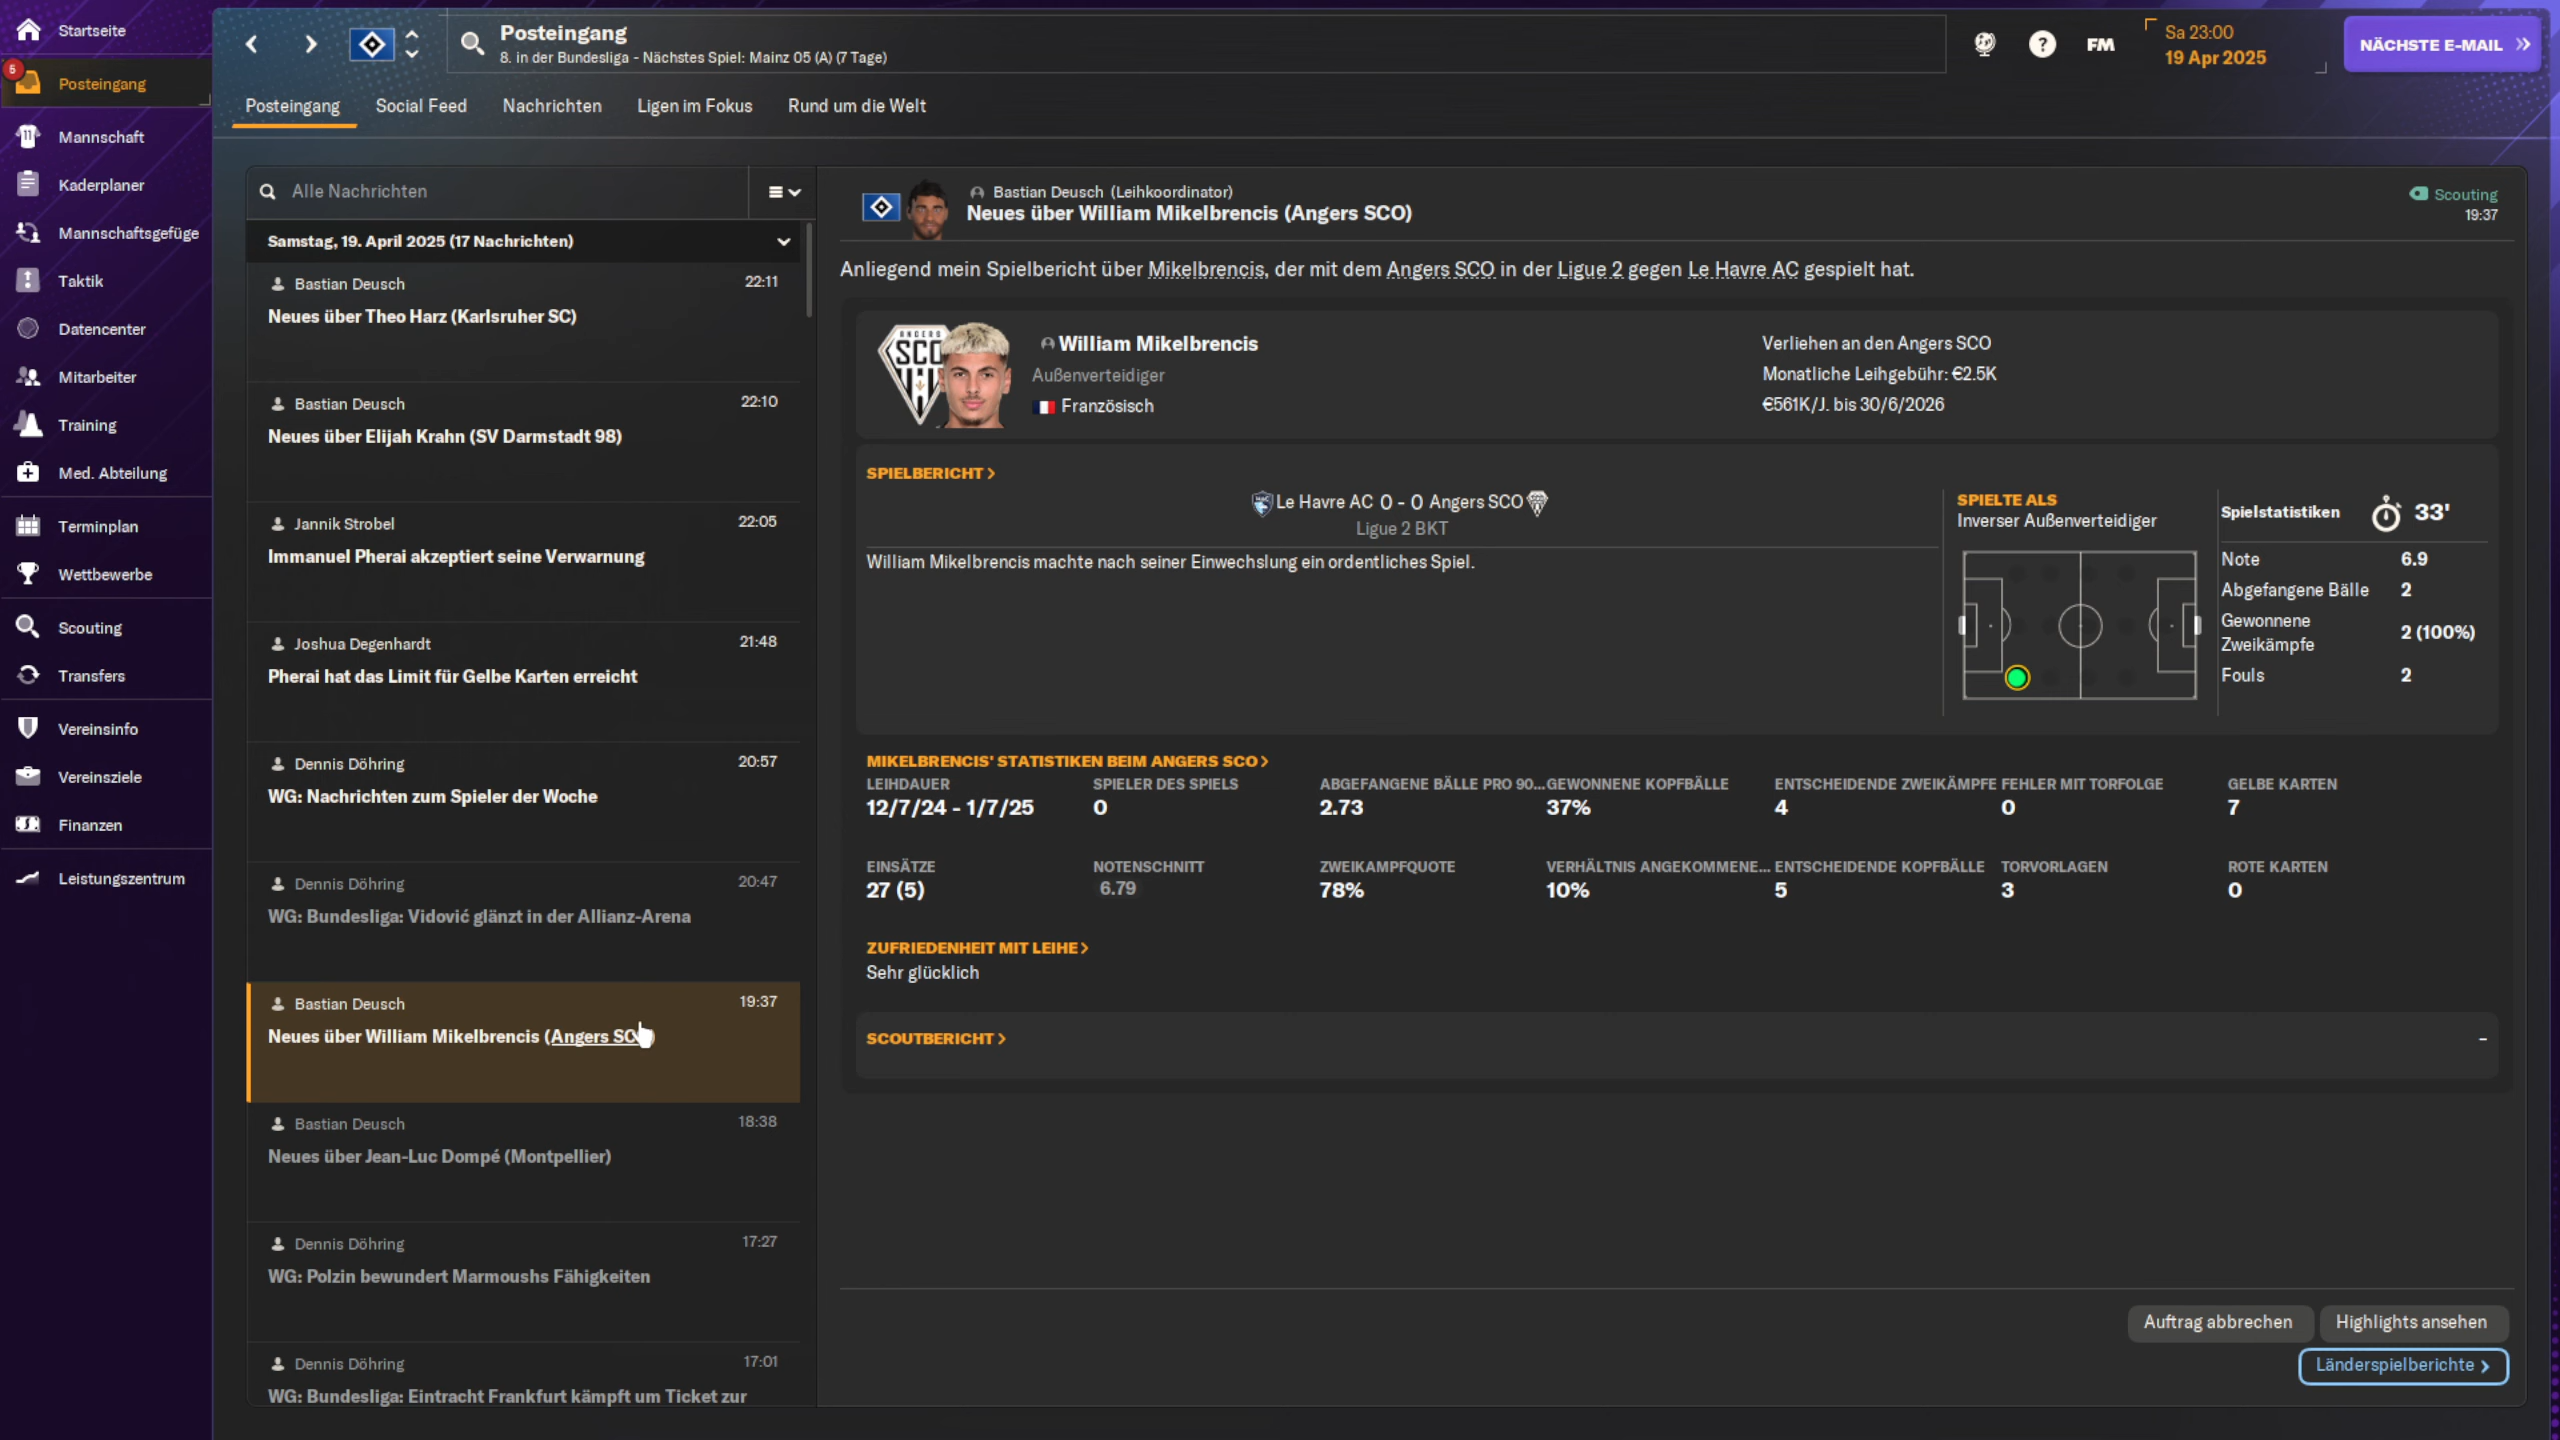 Startseite
5
Posteingang
Mannschaft
Kaderplaner
Mannschaftsgefüge
Taktik
Datencenter
Mitarbeiter
Training
Med. Abteilung
Terminplan
Wettbewerbe
Scouting
Transfers
Vereinsinfo
Vereinsziele
Finanzen
Leistungszentrum
Posteingang
8. in der Bundesliga - Nächstes Spiel: Mainz 05 (A) (7 Tage)
FM
Sa 23:00
19 Apr 2025
NÄCHSTE E-MAIL
Posteingang Social Feed Nachrichten Ligen im Fokus Rund um die Welt
Alle Nachrichten
Samstag, 19. April 2025 (17 Nachrichten)
Bastian Deusch 22:11
Neues über Theo Harz (Karlsruher SC)
Bastian Deusch 22:10
Neues über Elijah Krahn (SV Darmstadt 98)
Jannik Strobel 22:05
Immanuel Pherai akzeptiert seine Verwarnung
Joshua Degenhardt 21:48
Pherai hat das Limit für Gelbe Karten erreicht
Dennis Döhring 20:57
WG: Nachrichten zum Spieler der Woche
Dennis Döhring 20:47
WG: Bundesliga: Vidović glänzt in der Allianz-Arena
Bastian Deusch 19:37
Neues über William Mikelbrencis (Angers SC
Bastian Deusch 18:38
Neues über Jean-Luc Dompé (Montpellier)
Dennis Döhring 17:27
WG: Polzin bewundert Marmoushs Fähigkeiten
Dennis Döhring 17:01
WG: Bundesliga: Eintracht Frankfurt kämpft um Ticket zur
Bastian Deusch (Leihkoordinator)
Neues über William Mikelbrencis (Angers SCO)
Scouting
19:37
Anliegend mein Spielbericht über Mikelbrencis, der mit dem Angers SCO in der Ligue 2 gegen Le Havre AC gespielt hat.
ANGERS
SCO
William Mikelbrencis
Außenverteidiger
Französisch
Verliehen an den Angers SCO
Monatliche Leihgebühr: €2.5K
€561K/J. bis 30/6/2026
SPIELBERICHT >
Le Havre AC 0 - 0 Angers SCO
Ligue 2 BKT
William Mikelbrencis machte nach seiner Einwechslung ein ordentliches Spiel.
SPIELTE ALS
Inverser Außenverteidiger
Spielstatistiken 33'
Note 6.9
Abgefangene Bälle 2
Gewonnene Zweikämpfe 2 (100%)
Fouls 2
MIKELBRENCIS' STATISTIKEN BEIM ANGERS SCO >
LEIHDAUER SPIELER DES SPIELS ABGEFANGENE BÄLLE PRO 90... GEWONNENE KOPFBÄLLE ENTSCHEIDENDE ZWEIKÄMPFE FEHLER MIT TORFOLGE GELBE KARTEN
12/7/24 - 1/7/25 0 2.73 37% 4 0 7
EINSÄTZE NOTENSCHNITT ZWEIKAMPFQUOTE VERHÄLTNIS ANGEKOMMENE... ENTSCHEIDENDE KOPFBÄLLE TORVORLAGEN ROTE KARTEN
27 (5) 6.79 78% 10% 5 3 0
ZUFRIEDENHEIT MIT LEIHE >
Sehr glücklich
SCOUTBERICHT > -
Auftrag abbrechen Highlights ansehen
Länderspielberichte >